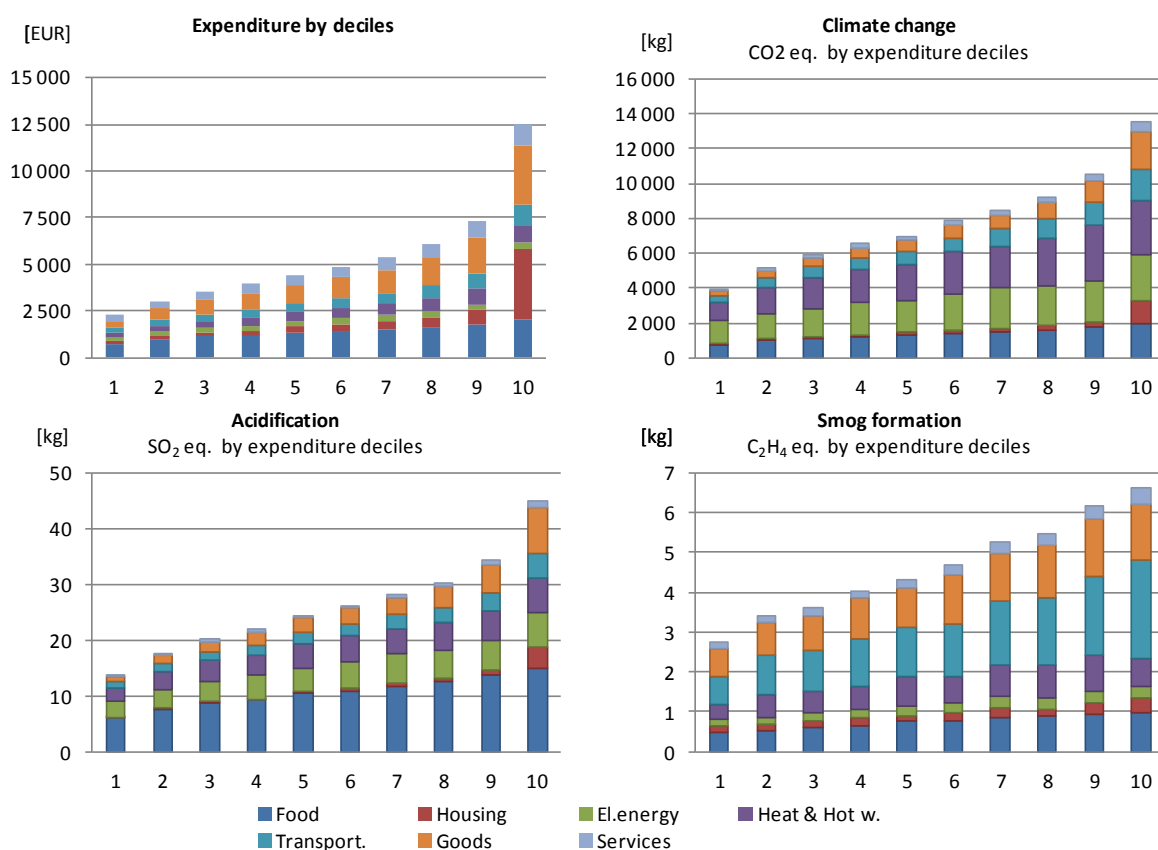 Expenditure by deciles
[EUR]
15 000
12 500
10 000
7 500
5 000
2 500
0
1 2 3 4 5 6 7 8 9 10
Climate change
CO2 eq. by expenditure deciles
[kg]
16 000
14 000
12 000
10 000
8 000
6 000
4 000
2 000
0
1 2 3 4 5 6 7 8 9 10
Acidification
SO₂ eq. by expenditure deciles
[kg]
50
40
30
20
10
0
1 2 3 4 5 6 7 8 9 10
Smog formation
C₂H₄ eq. by expenditure deciles
[kg]
7
6
5
4
3
2
1
0
1 2 3 4 5 6 7 8 9 10
Food Housing El.energy Heat & Hot w.
Transport. Goods Services